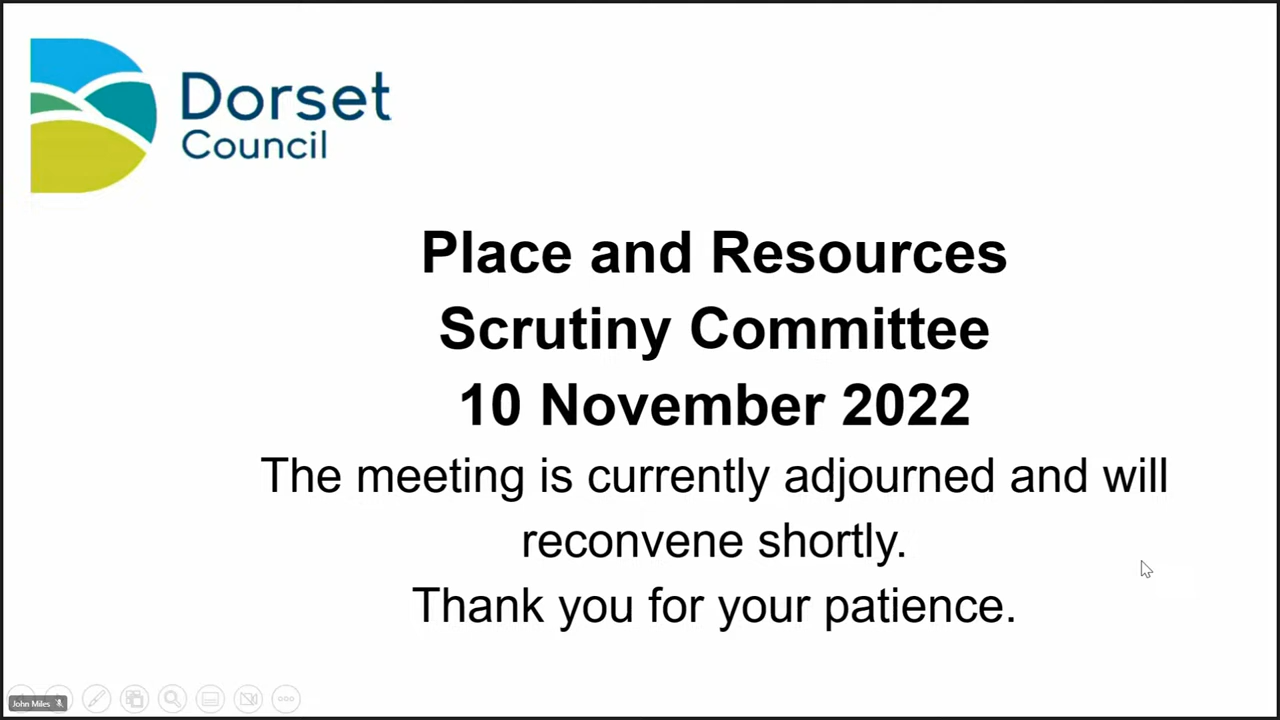 Dorset
Council
Place and Resources
Scrutiny Committee
10 November 2022
The meeting is currently adjourned and will
reconvene shortly.
Thank you for your patience.
John Miles